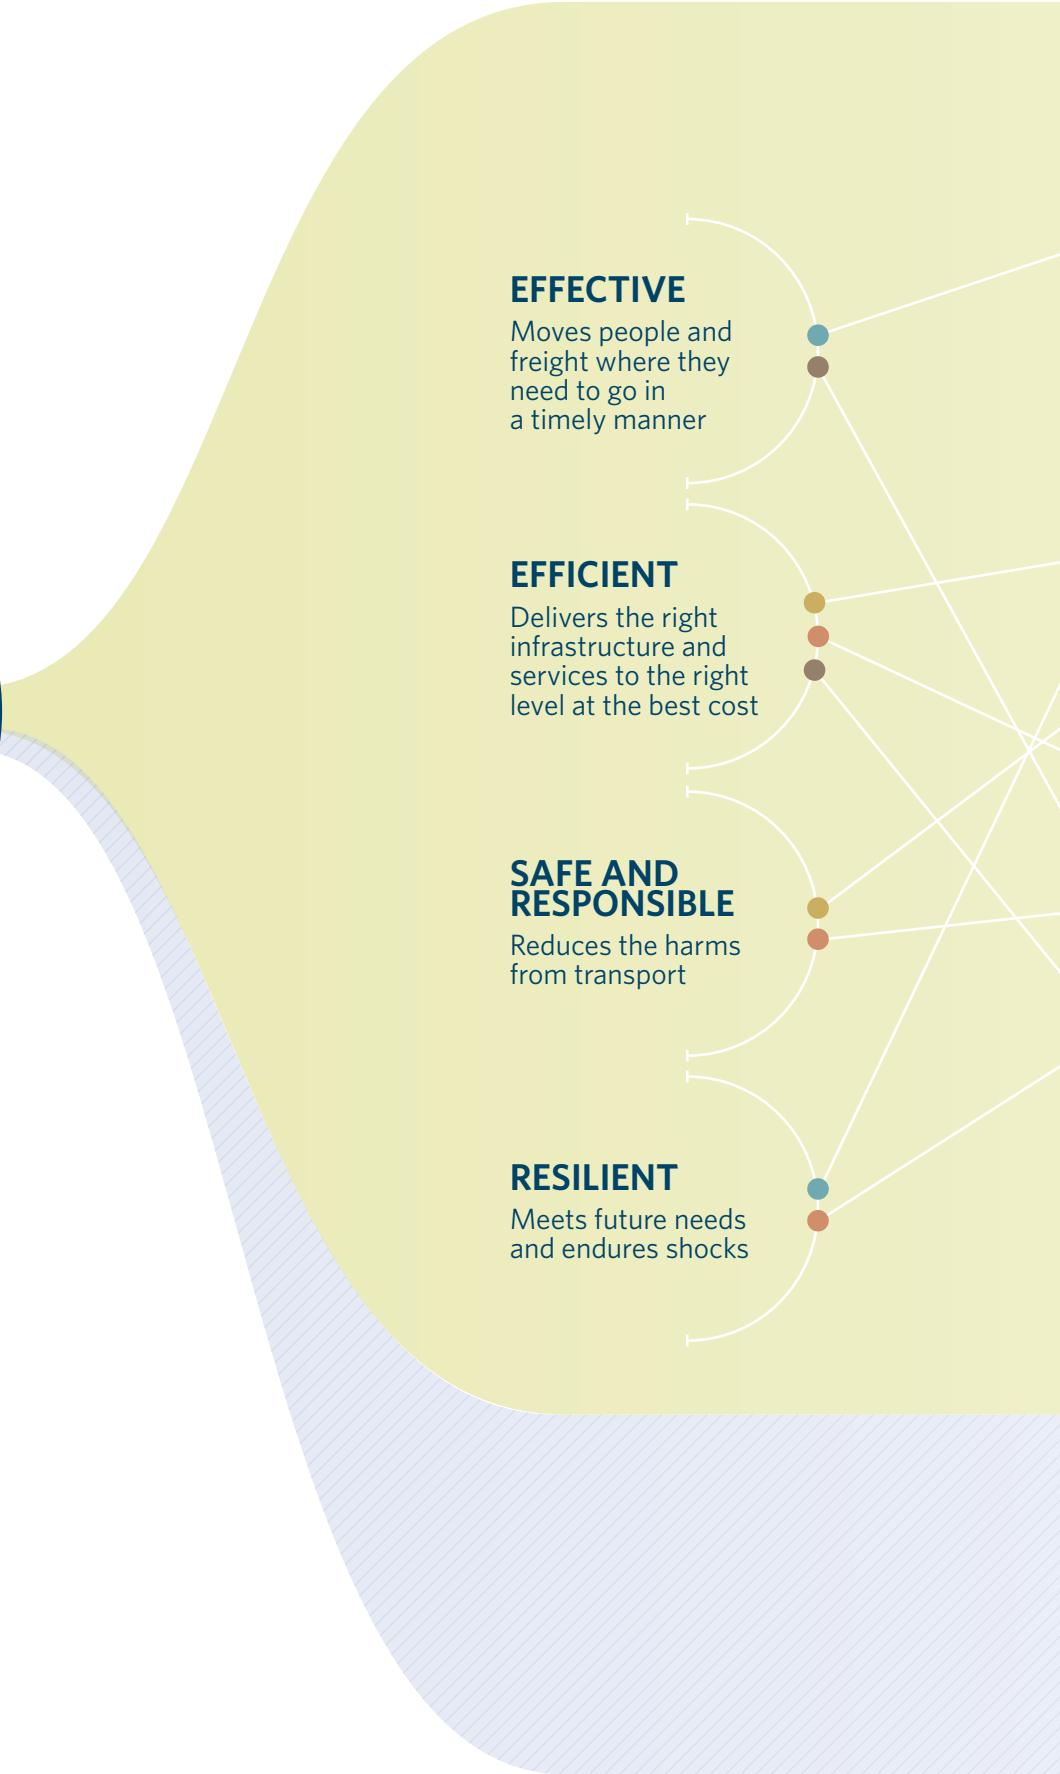 EFFECTIVE
Moves people and
freight where they
need to go in
a timely manner
EFFICIENT
Delivers the right
infrastructure and
services to the right
level at the best cost
SAFE AND
RESPONSIBLE
Reduces the harms
from transport
RESILIENT
Meets future needs
and endures shocks